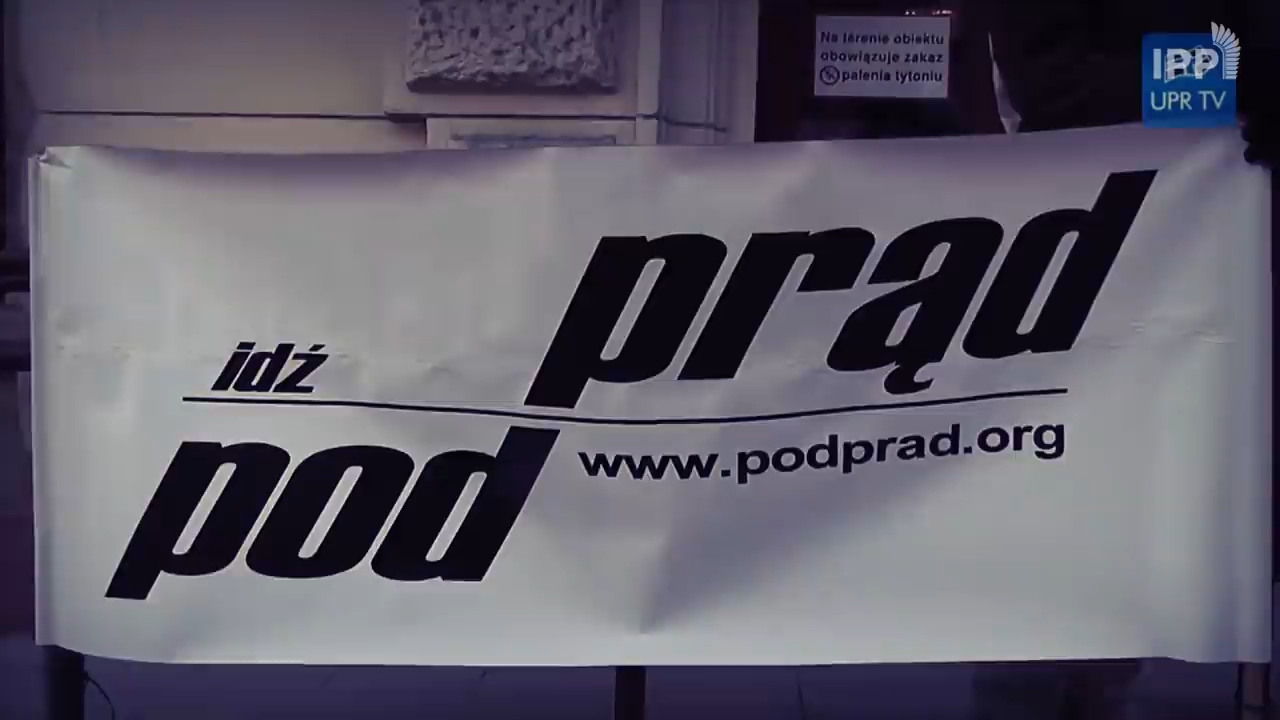 Na terenie obiektu
obowiązuje zakaz
palenia tytoniu
IPP
UPR TV
idź
prąd
pod
www.podprad.org